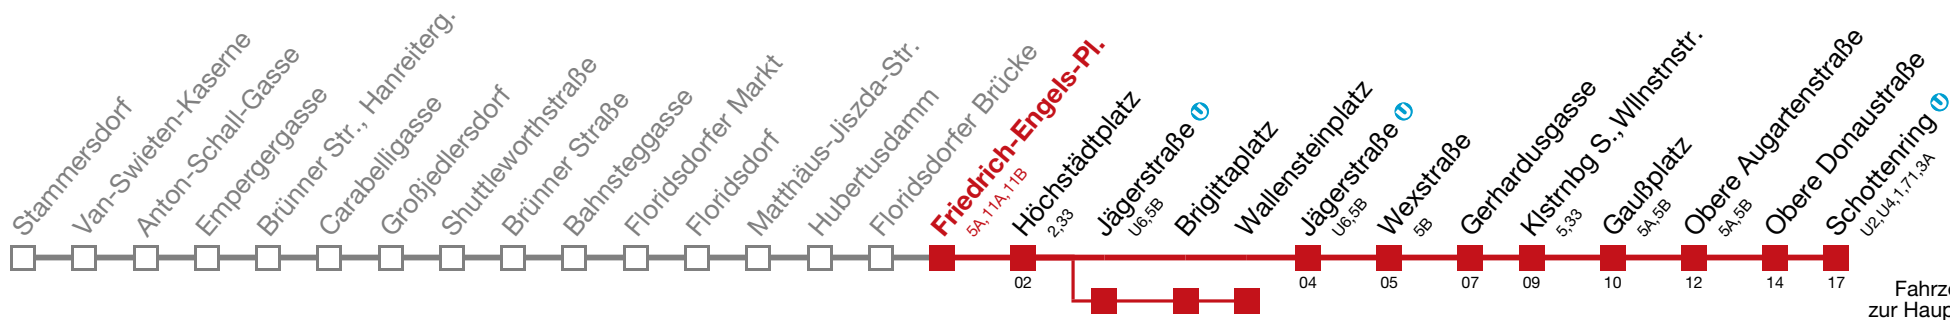 Stammersdorf
Van-Swieten-Kaserne
Anton-Schall-Gasse
Empergergasse
Brünner Str., Hanreiterg.
Carabelligasse
Großjedlersdorf
Shuttleworthstraße
Brünner Straße
Bahnsteggasse
Floridsdorfer Markt
Floridsdorf
Matthäus-Jiszda-Str.
Hubertusdamm
Floridsdorfer Brücke
Friedrich-Engels-Pl.
5A, 11A, 11B
Höchstädtplatz
2,33
Jägerstraße U
U6,5B
Brigittaplatz
Wallensteinplatz
Jägerstraße U
U6,5B
Wexstraße
5B
Gerhardusgasse
Klstrnbg S., Wllnstnstr.
5,33
Gaußplatz
5A,5B
Obere Augartenstraße
5A,5B
Obere Donaustraße
Schottenring U
U2,U4,1,71,3A
02
04
05
07
09
10
12
14
17
Fahrze
zur Haup